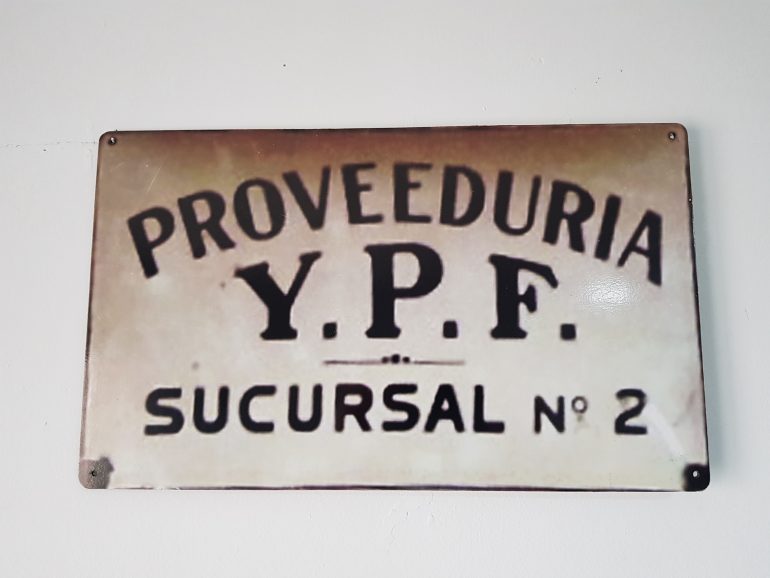 PROVEEDURIA
Y.P.F.
SUCURSAL Nº 2